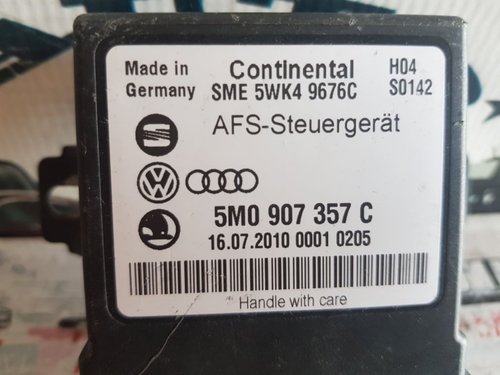 Made in Continental H04
Germany SME 5WK4 9676C S0142
AFS-Steuergerät
5M0 907 357 C
16.07.2010 0001 0205
Handle with care